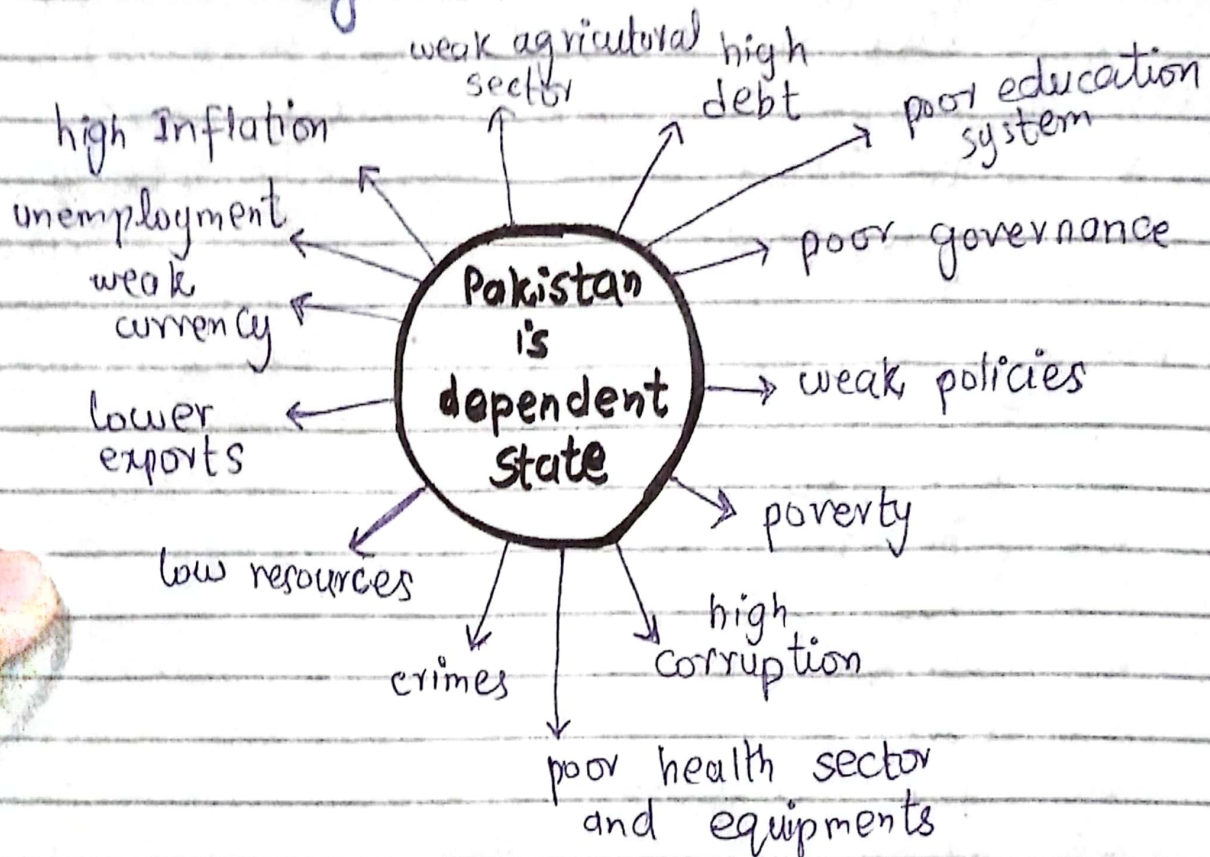 weak agricutural
sector
high
debt
poor education
system
high Inflation
unemployment
poor governance
weak
currency
Pakistan
is
dependent
State
weak policies
lower
exports
poverty
low resources
high
corruption
crimes
poor health sector
and equipments